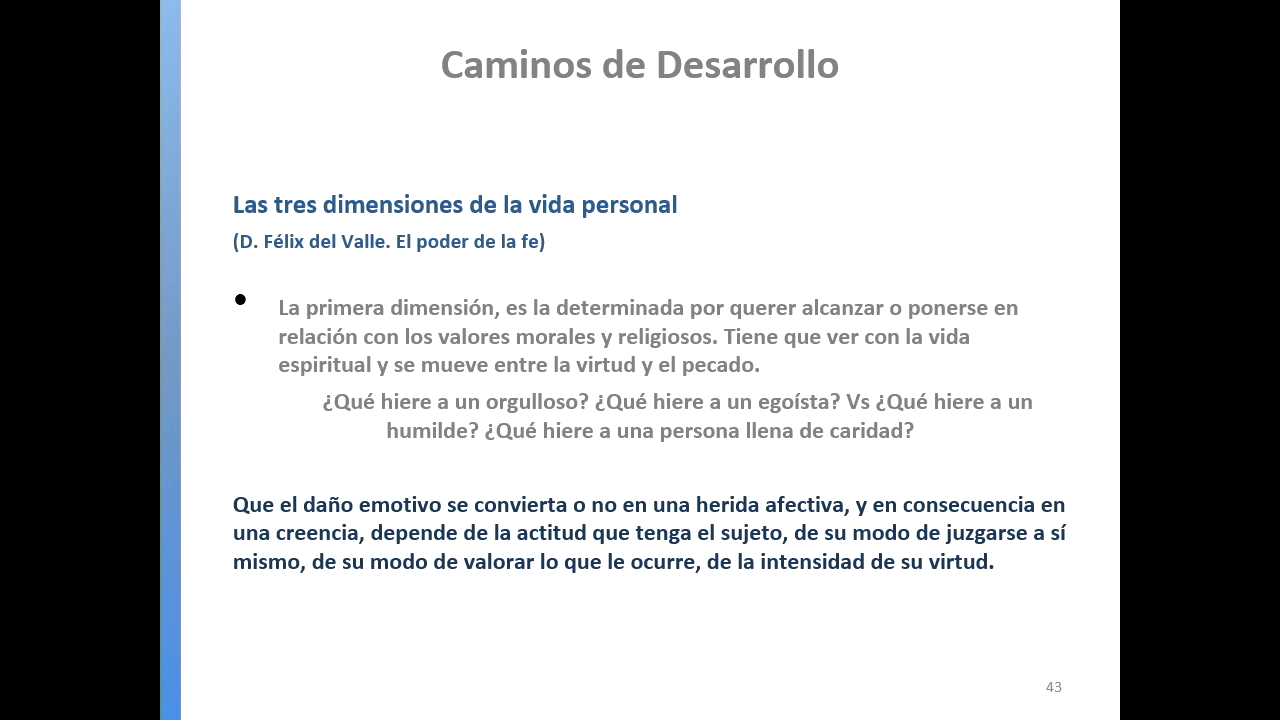 Caminos de Desarrollo
Las tres dimensiones de la vida personal
(D. Félix del Valle. El poder de la fe)
• La primera dimensión, es la determinada por querer alcanzar o ponerse en
relación con los valores morales y religiosos. Tiene que ver con la vida
espiritual y se mueve entre la virtud y el pecado.
¿Qué hiere a un orgulloso? ¿Qué hiere a un egoísta? Vs ¿Qué hiere a un
humilde? ¿Qué hiere a una persona llena de caridad?
Que el daño emotivo se convierta o no en una herida afectiva, y en consecuencia en
una creencia, depende de la actitud que tenga el sujeto, de su modo de juzgarse a sí
mismo, de su modo de valorar lo que le ocurre, de la intensidad de su virtud.
43